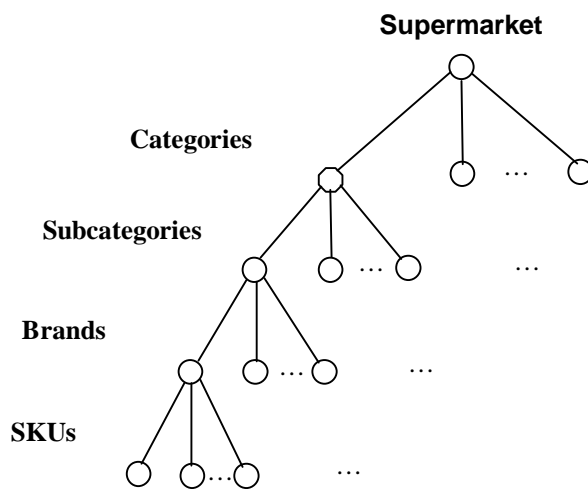 Supermarket
Categories
...
Subcategories
... ...
Brands
... ...
SKUs
... ...